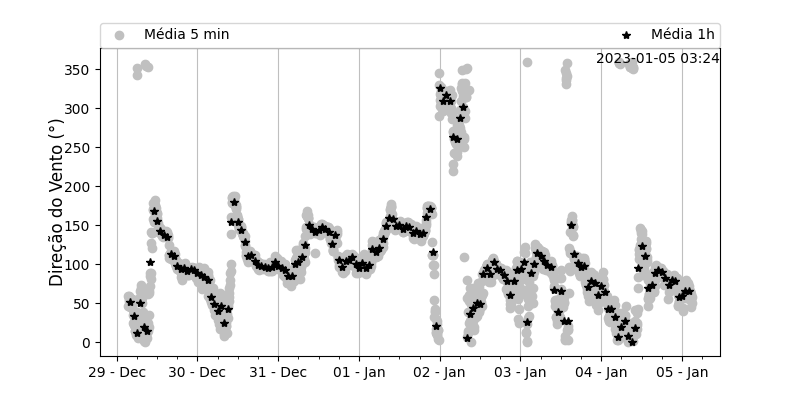 Média 5 min
Média 1h
2023-01-05 03:24
Direção do Vento (°)
350
300
250
200
150
100
50
0
29 - Dec
30 - Dec
31 - Dec
01 - Jan
02 - Jan
03 - Jan
04 - Jan
05 - Jan